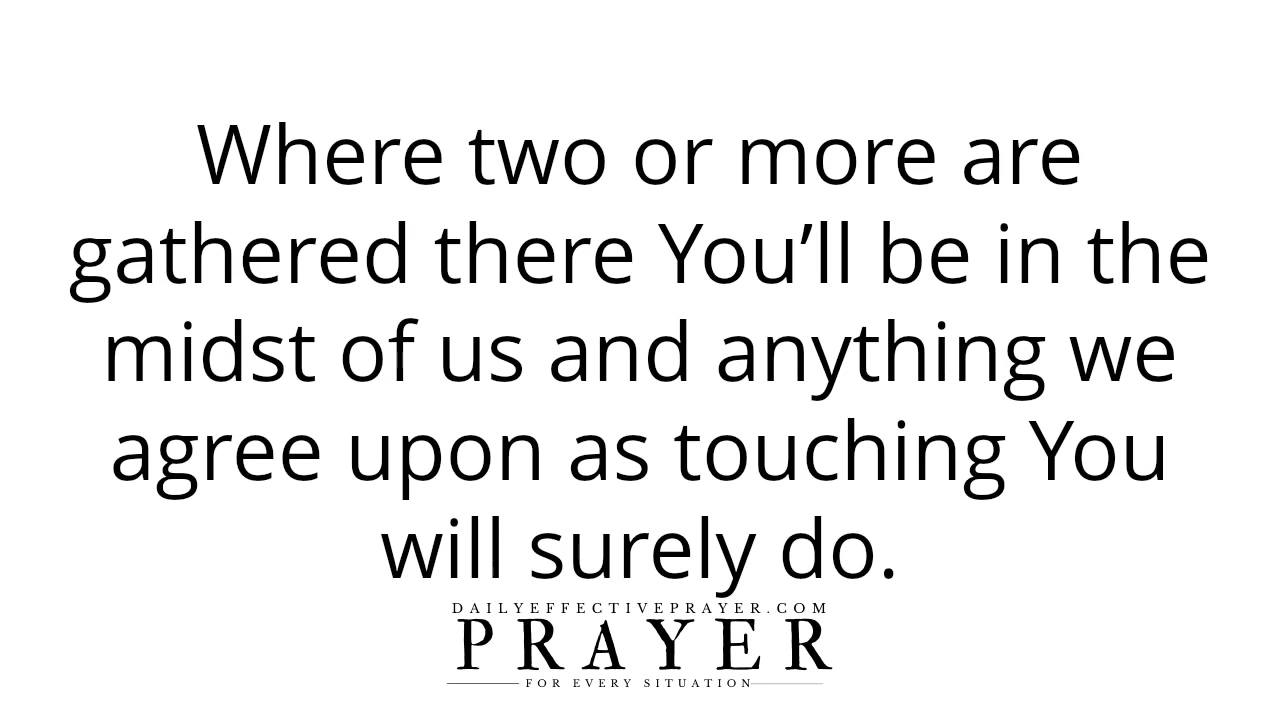 Where two or more are
gathered there You’ll be in the
midst of us and anything we
agree upon as touching You
will surely do.
DAILYEFFECTIVEPRAYER.COM
PRAYER
FOR EVERY SITUATION